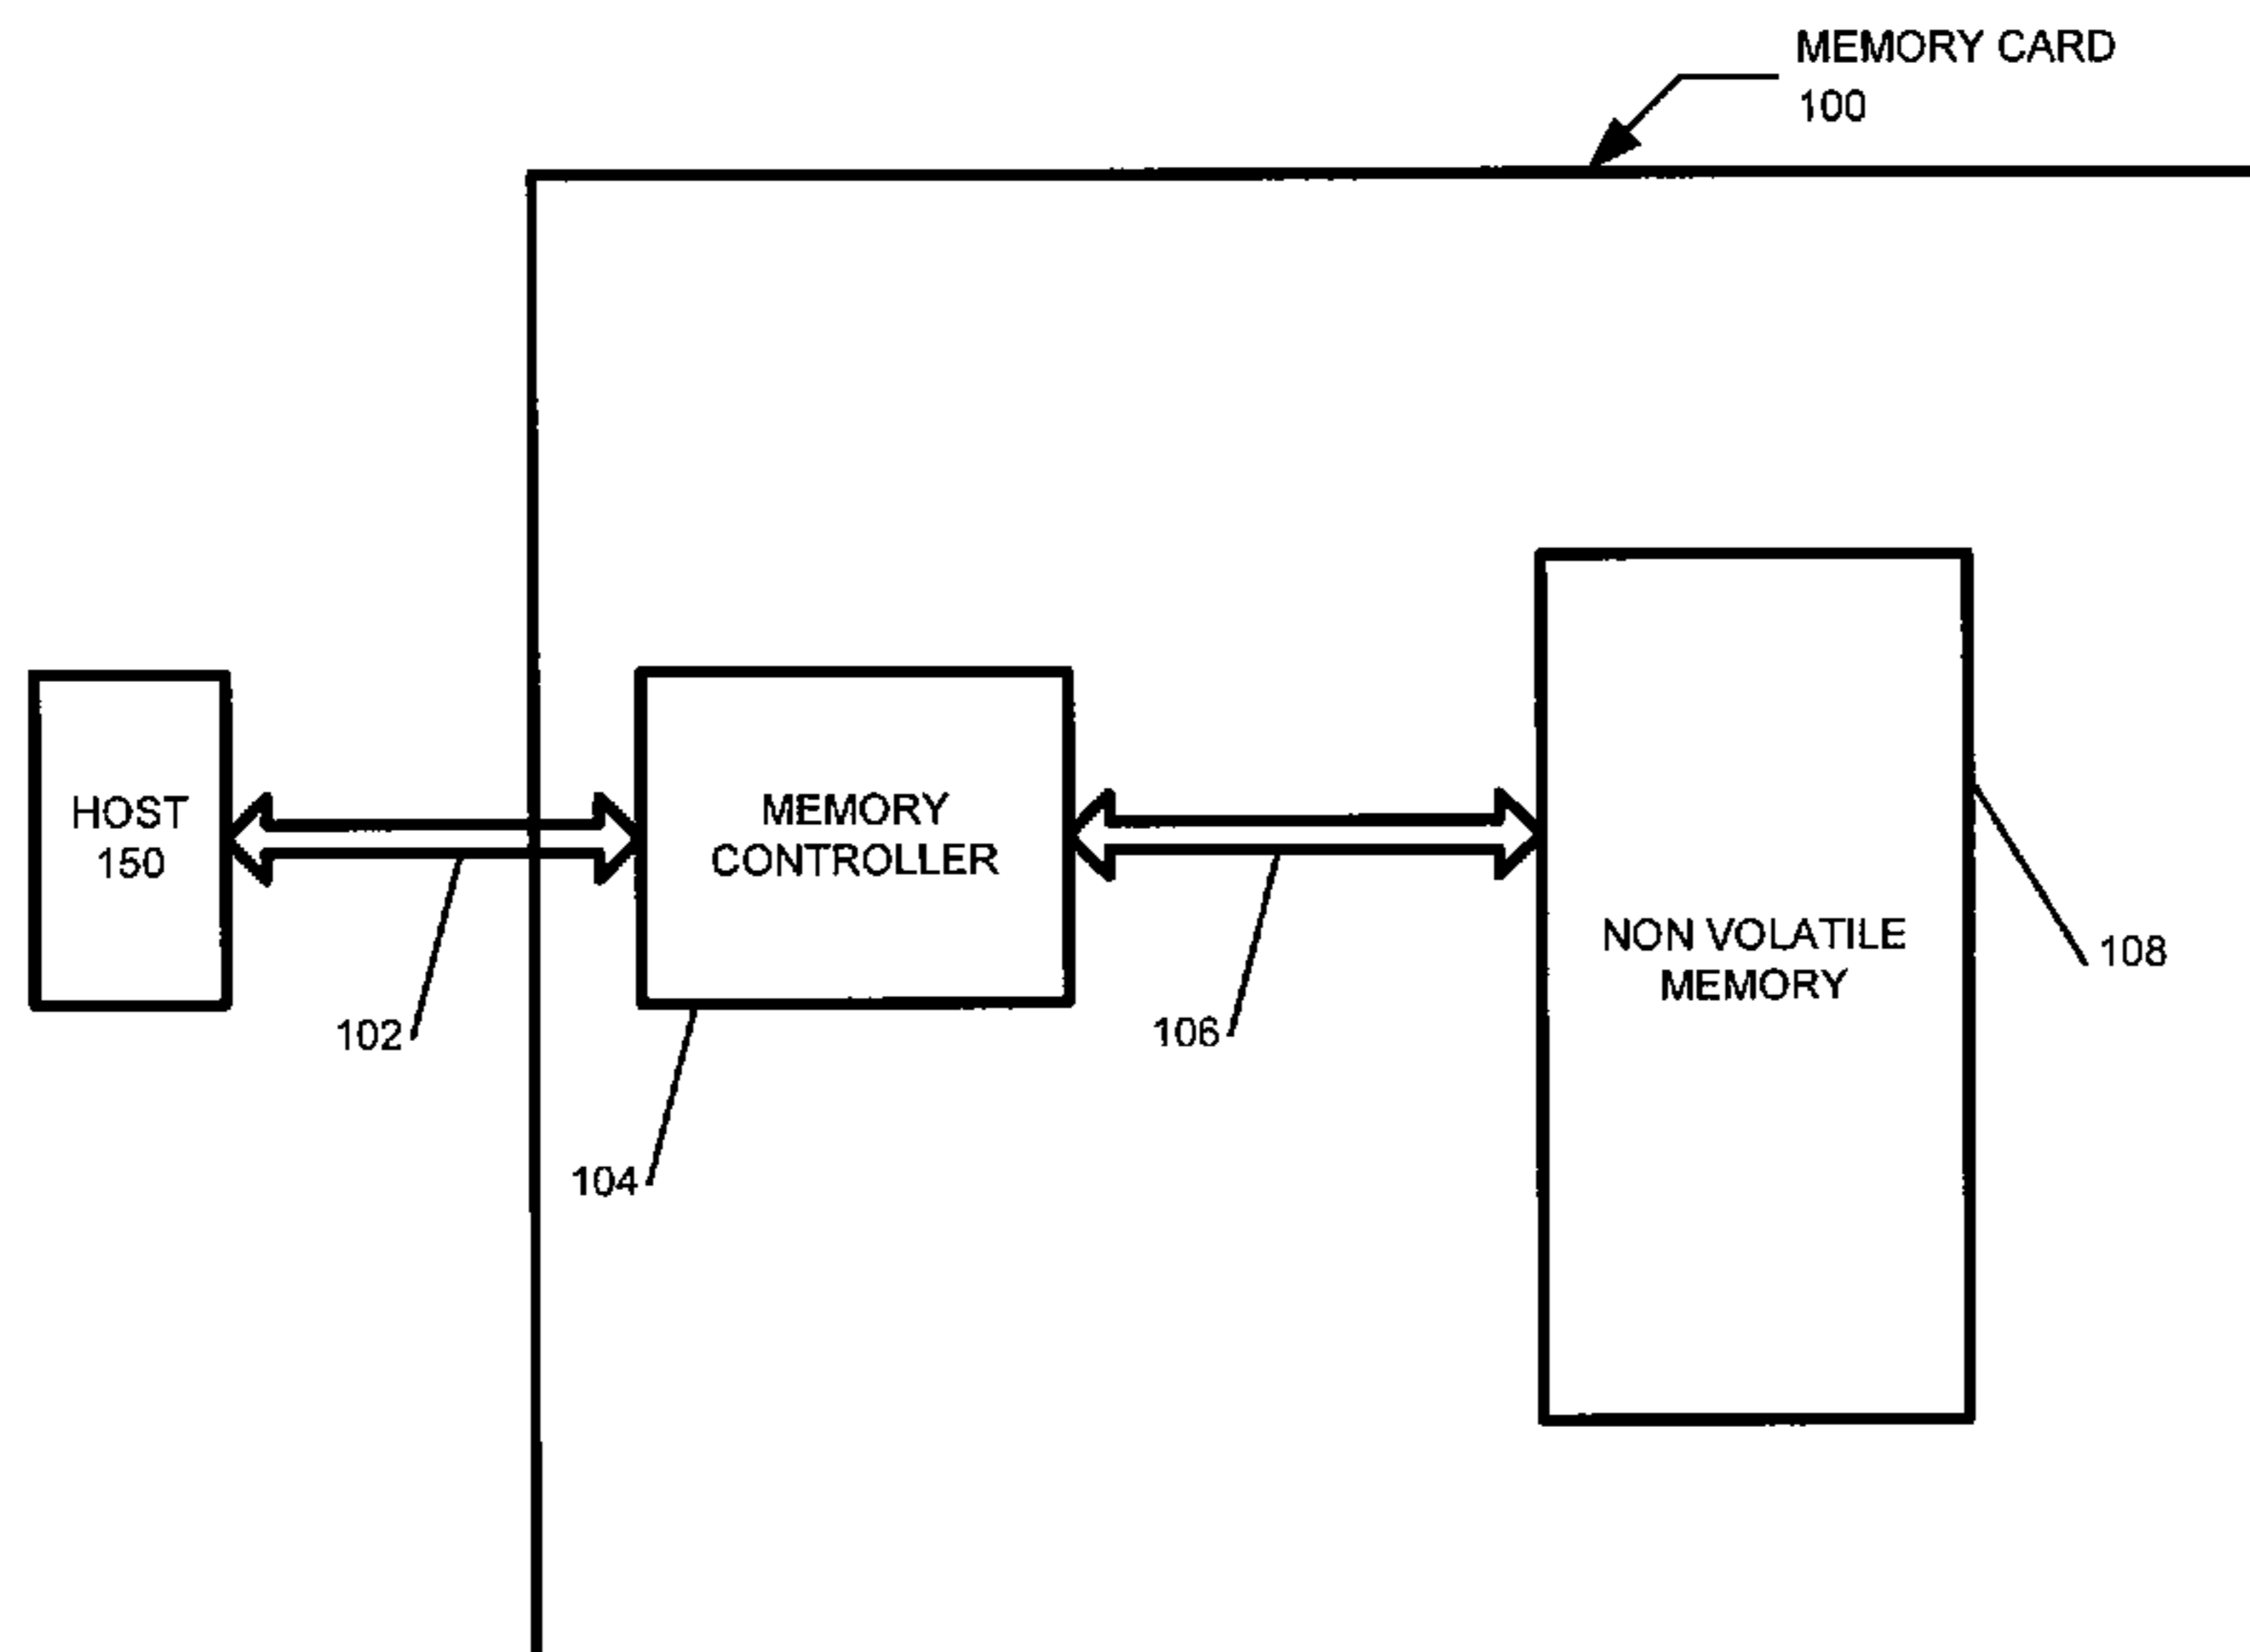 MEMORY CARD
100
HOST
150
MEMORY
CONTROLLER
NON VOLATILE
MEMORY
108
102
106
104